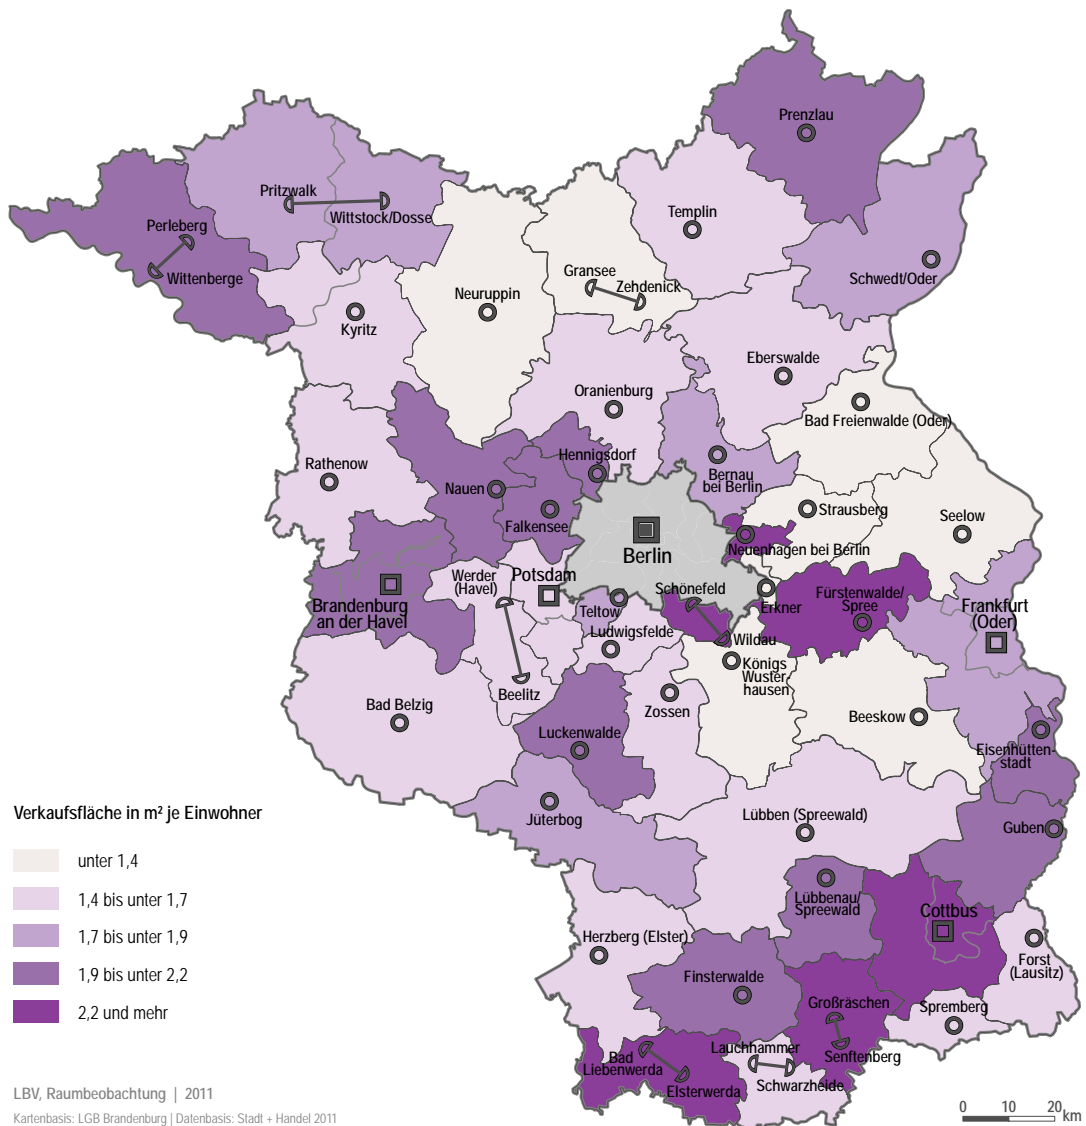 Prenzlau
Pritzwalk
Wittstock/Dosse
Templin
Perleberg
Wittenberge
Schwedt/Oder
Gransee
Zehdenick
Neuruppin
Kyritz
Eberswalde
Oranienburg
Bad Freienwalde (Oder)
Hennigsdorf
Rathenow
Bernau
bei Berlin
Nauen
Falkensee
Strausberg
Seelow
Berlin
Neuenhagen bei Berlin
Werder
(Havel)
Potsdam
Schönefeld
Erkner
Fürstenwalde/
Spree
Frankfurt
(Oder)
Brandenburg
an der Havel
Teltow
Ludwigsfelde
Wildau
Königs
Wuster-
hausen
Beelitz
Bad Belzig
Zossen
Beeskow
Luckenwalde
Eisenhütten-
stadt
Jüterbog
Lübben (Spreewald)
Guben
Lübbenau/
Spreewald
Cottbus
Herzberg (Elster)
Forst
(Lausitz)
Finsterwalde
Großräschen
Spremberg
Senftenberg
Lauchhammer
Schwarzheide
Bad
Liebenwerda
Elsterwerda
Verkaufsfläche in m² je Einwohner
unter 1,4
1,4 bis unter 1,7
1,7 bis unter 1,9
1,9 bis unter 2,2
2,2 und mehr
LBV, Raumbeobachtung | 2011
Kartenbasis: LGB Brandenburg | Datenbasis: Stadt + Handel 2011
0 10 20 km